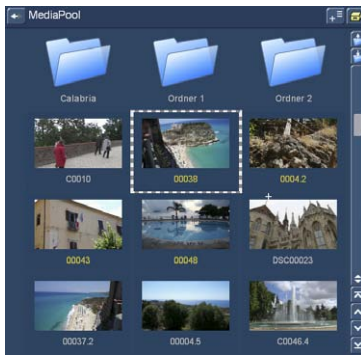 MediaPool
Calabria Ordner 1 Ordner 2
C0010 00038 0004.2
00043 00048 DSC00023
00037.2 00004.5 C0046.4